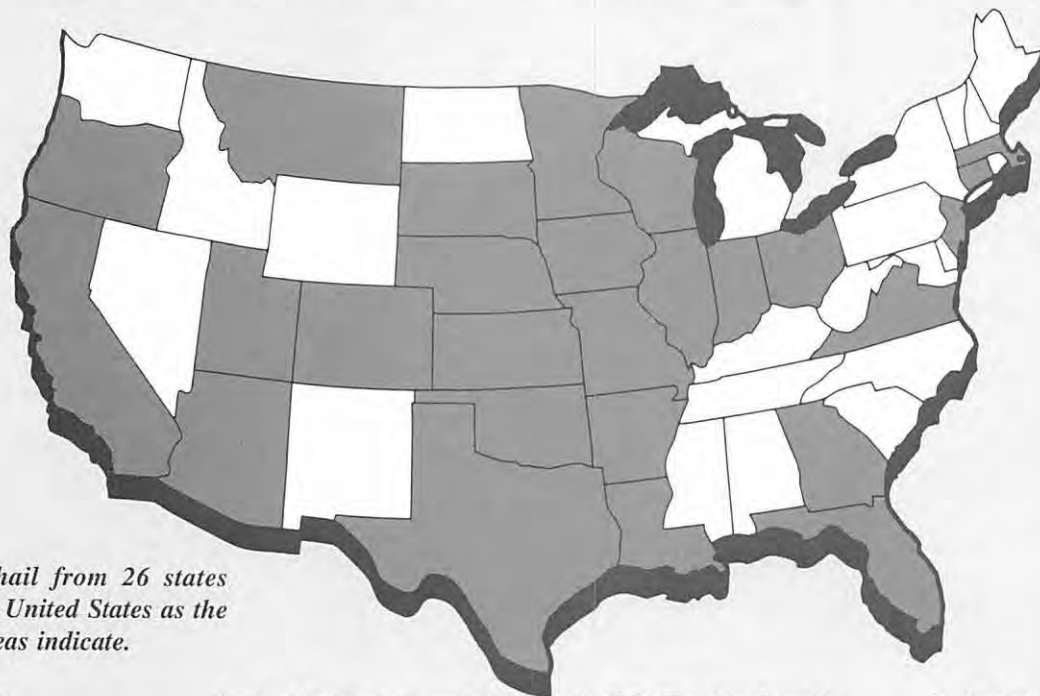 hail from 26 states
United States as the
eas indicate.